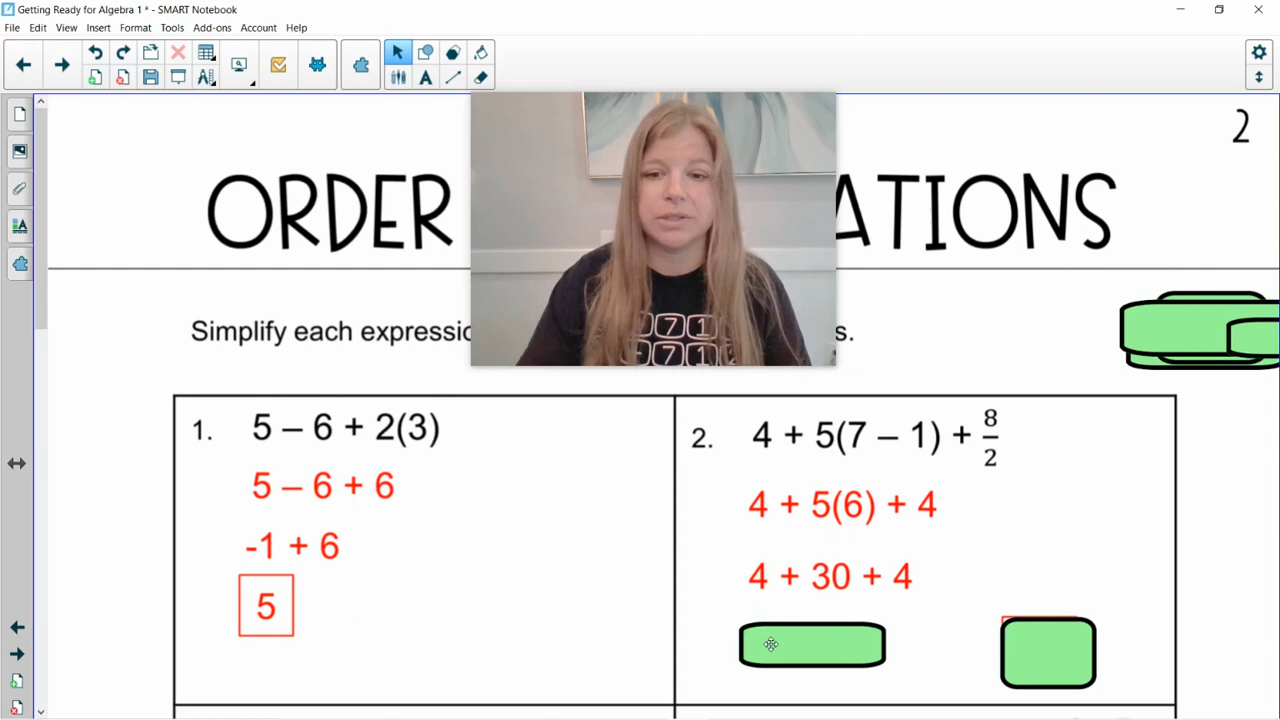 Getting Ready for Algebra 1 * - SMART Notebook
File Edit View Insert Format Tools Add-ons Account Help
2
ORDER ATIONS
Simplify each expressio s.
1. 5 – 6 + 2(3)
5 – 6 + 6
-1 + 6
5
2. 4 + 5(7 – 1) + 8/2
4 + 5(6) + 4
4 + 30 + 4